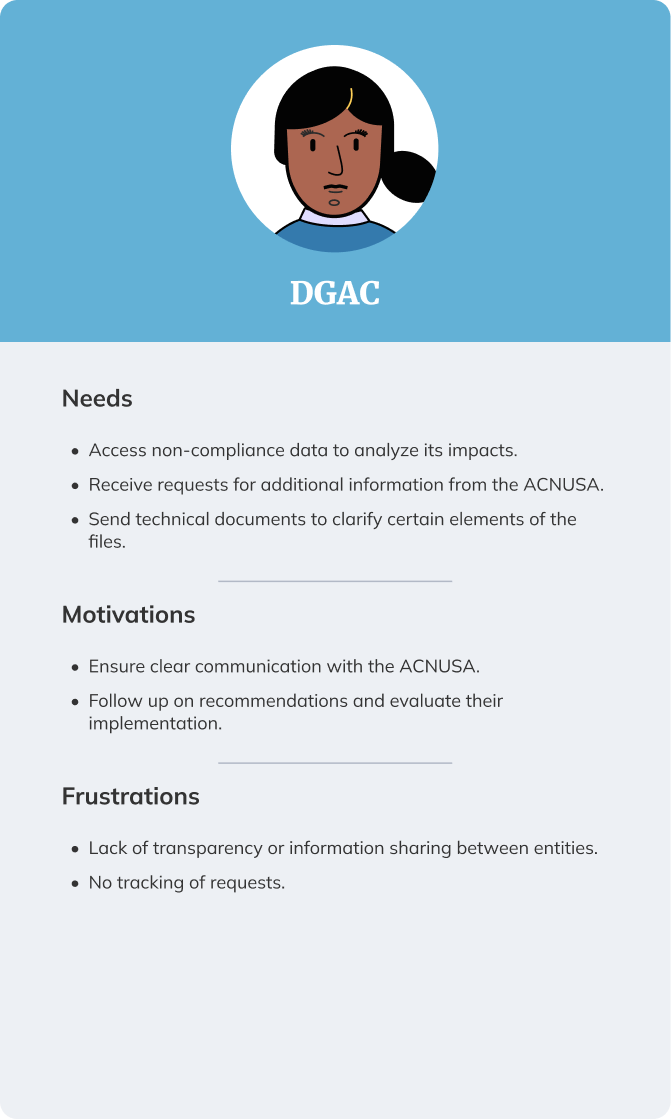 DGAC
Needs
• Access non-compliance data to analyze its impacts.
• Receive requests for additional information from the ACNUSA.
• Send technical documents to clarify certain elements of the
files.
Motivations
• Ensure clear communication with the ACNUSA.
• Follow up on recommendations and evaluate their
implementation.
Frustrations
• Lack of transparency or information sharing between entities.
• No tracking of requests.